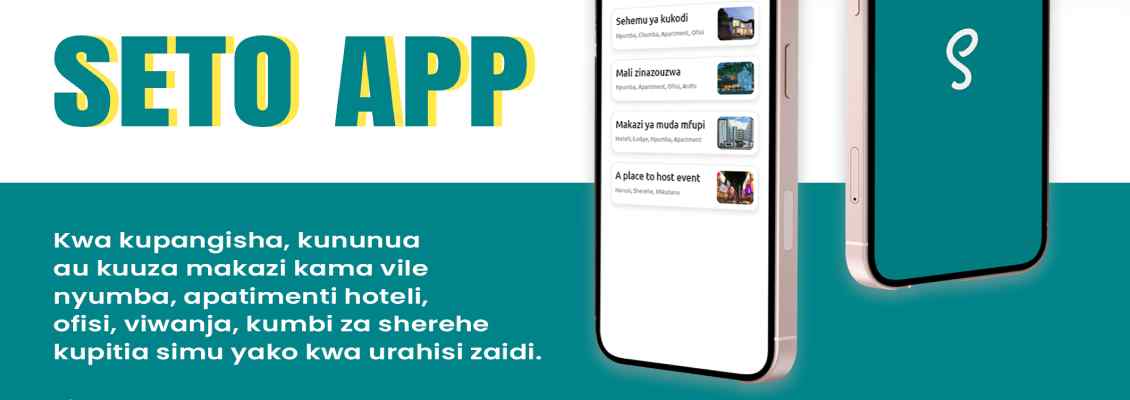 SETO APP
Kwa kupangisha, kununua
au kuuza makazi kama vile
nyumba, apatimenti hoteli,
ofisi, viwanja, kumbi za sherehe
kupitia simu yako kwa urahisi zaidi.
Sehemu ya kukodi
Nyumba, Chumba, Apartment, Ofisi
Mali zinazouzwa
Nyumba, Apartment, Ofisi, Ardhi
Makazi ya muda mfupi
Hoteli, Lodge, Nyumba, Apartment
A place to host event
Harusi, Sherehe, Mikutano